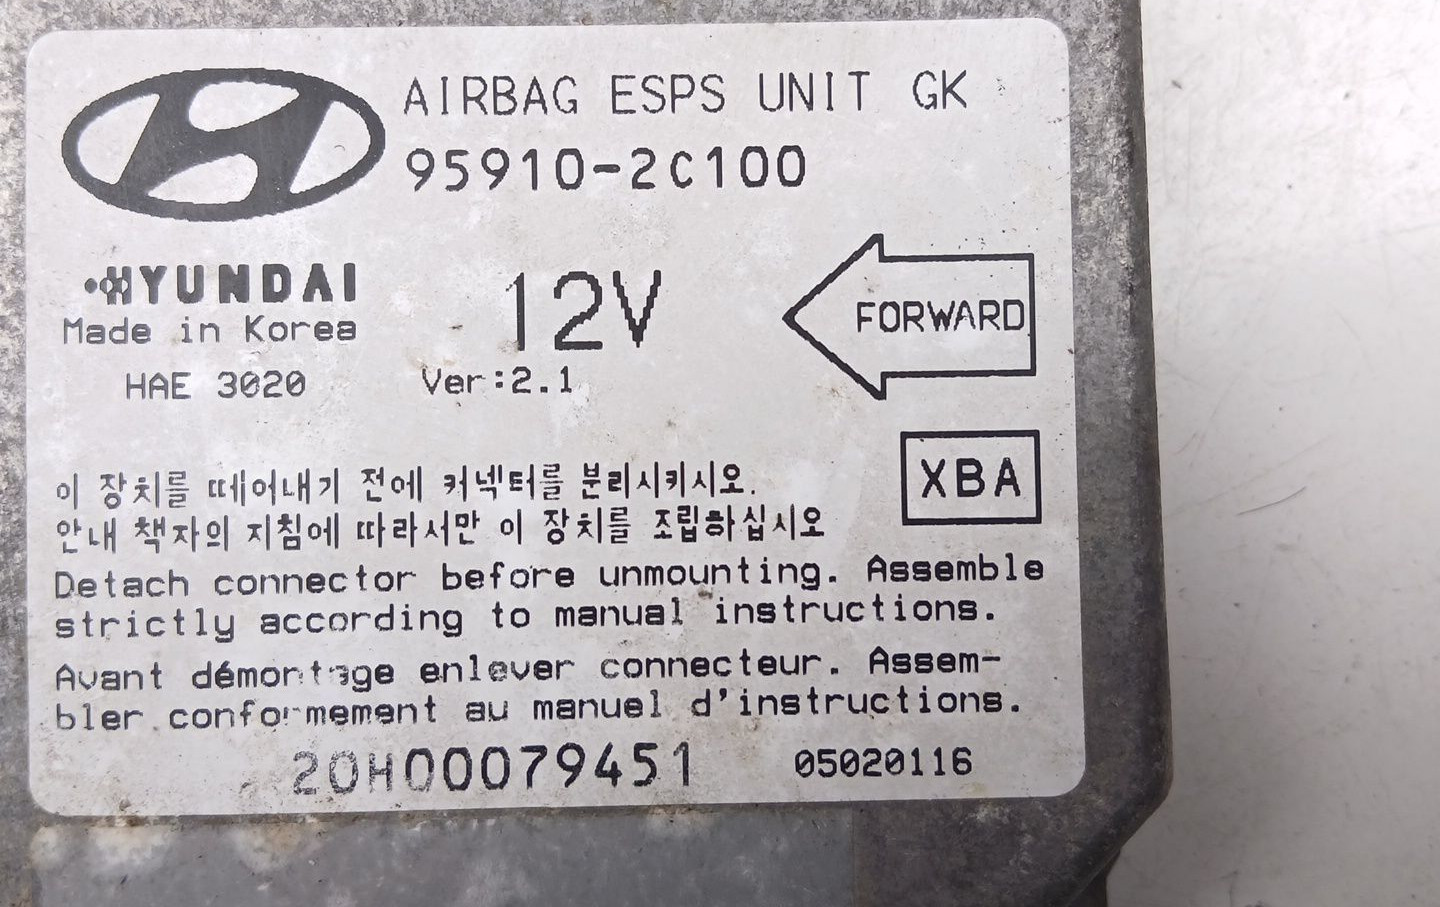 AIRBAG ESPS UNIT GK
95910-2C100
HYUNDAI
Made in Korea
12V
FORWARD
HAE 3020
Ver:2.1
XBA
이 장치를 떼어내기 전에 커넥터를 분리시키시오.
안내 책자의 지침에 따라서만 이 장치를 조립하십시오
Detach connector before unmounting. Assemble
strictly according to manual instructions.
Avant démontage enlever connecteur. Assem-
bler conformement au manuel d'instructions.
20H00079451
05020116